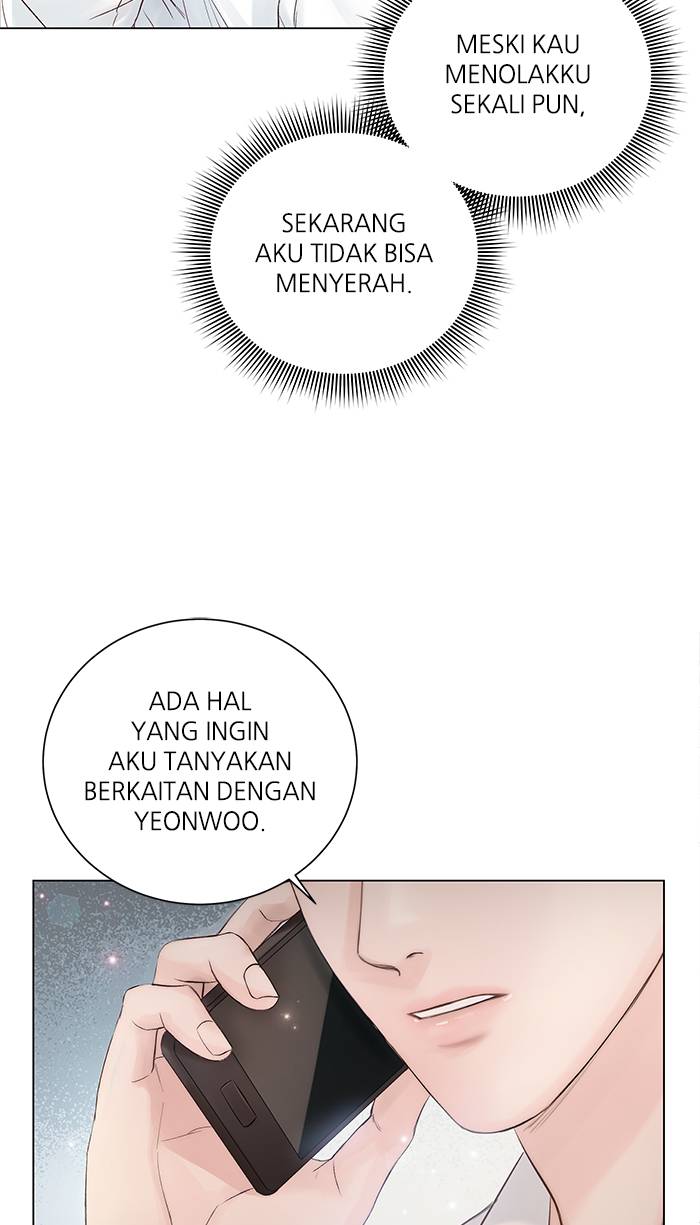 MESKI KAU
MENOLAKKU
SEKALI PUN,
SEKARANG
AKU TIDAK BISA
MENYERAH.
ADA HAL
YANG INGIN
AKU TANYAKAN
BERKAITAN DENGAN
YEONWOO.